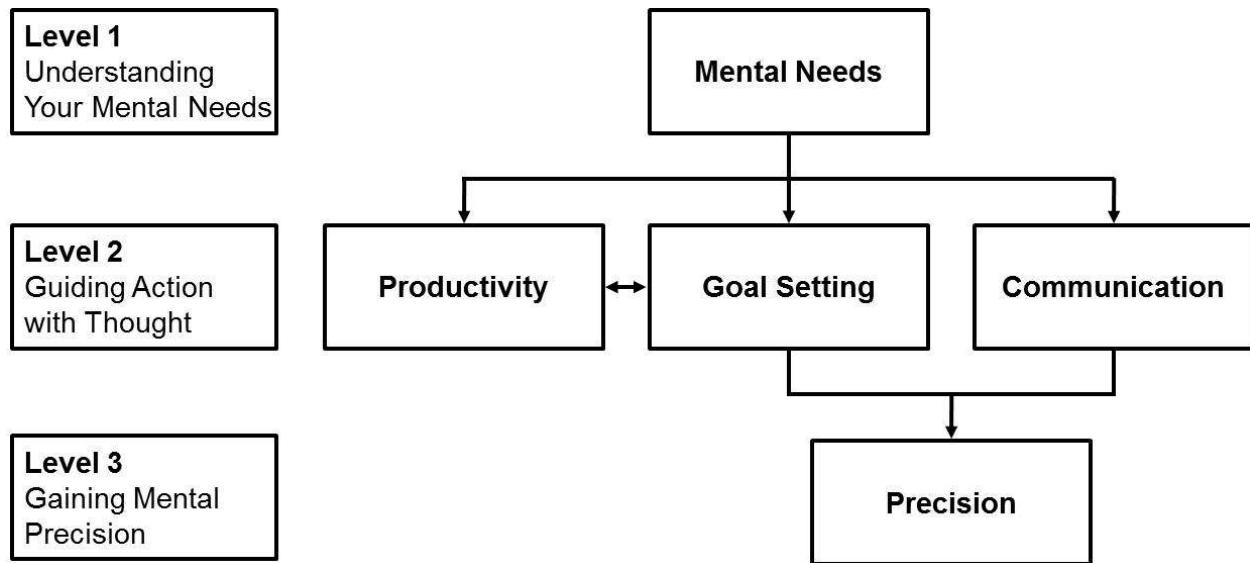 Level 1
Understanding
Your Mental Needs
Mental Needs
Level 2
Guiding Action
with Thought
Productivity
Goal Setting
Communication
Level 3
Gaining Mental
Precision
Precision